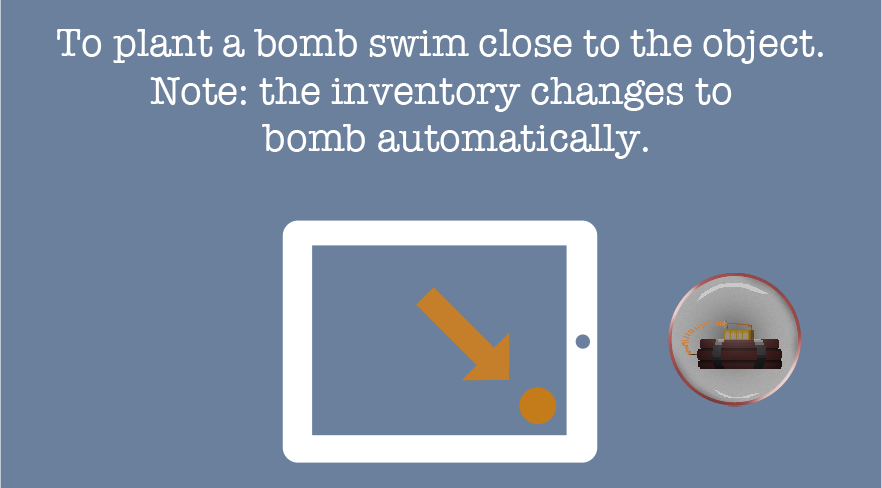 To plant a bomb swim close to the object.
Note: the inventory changes to
bomb automatically.